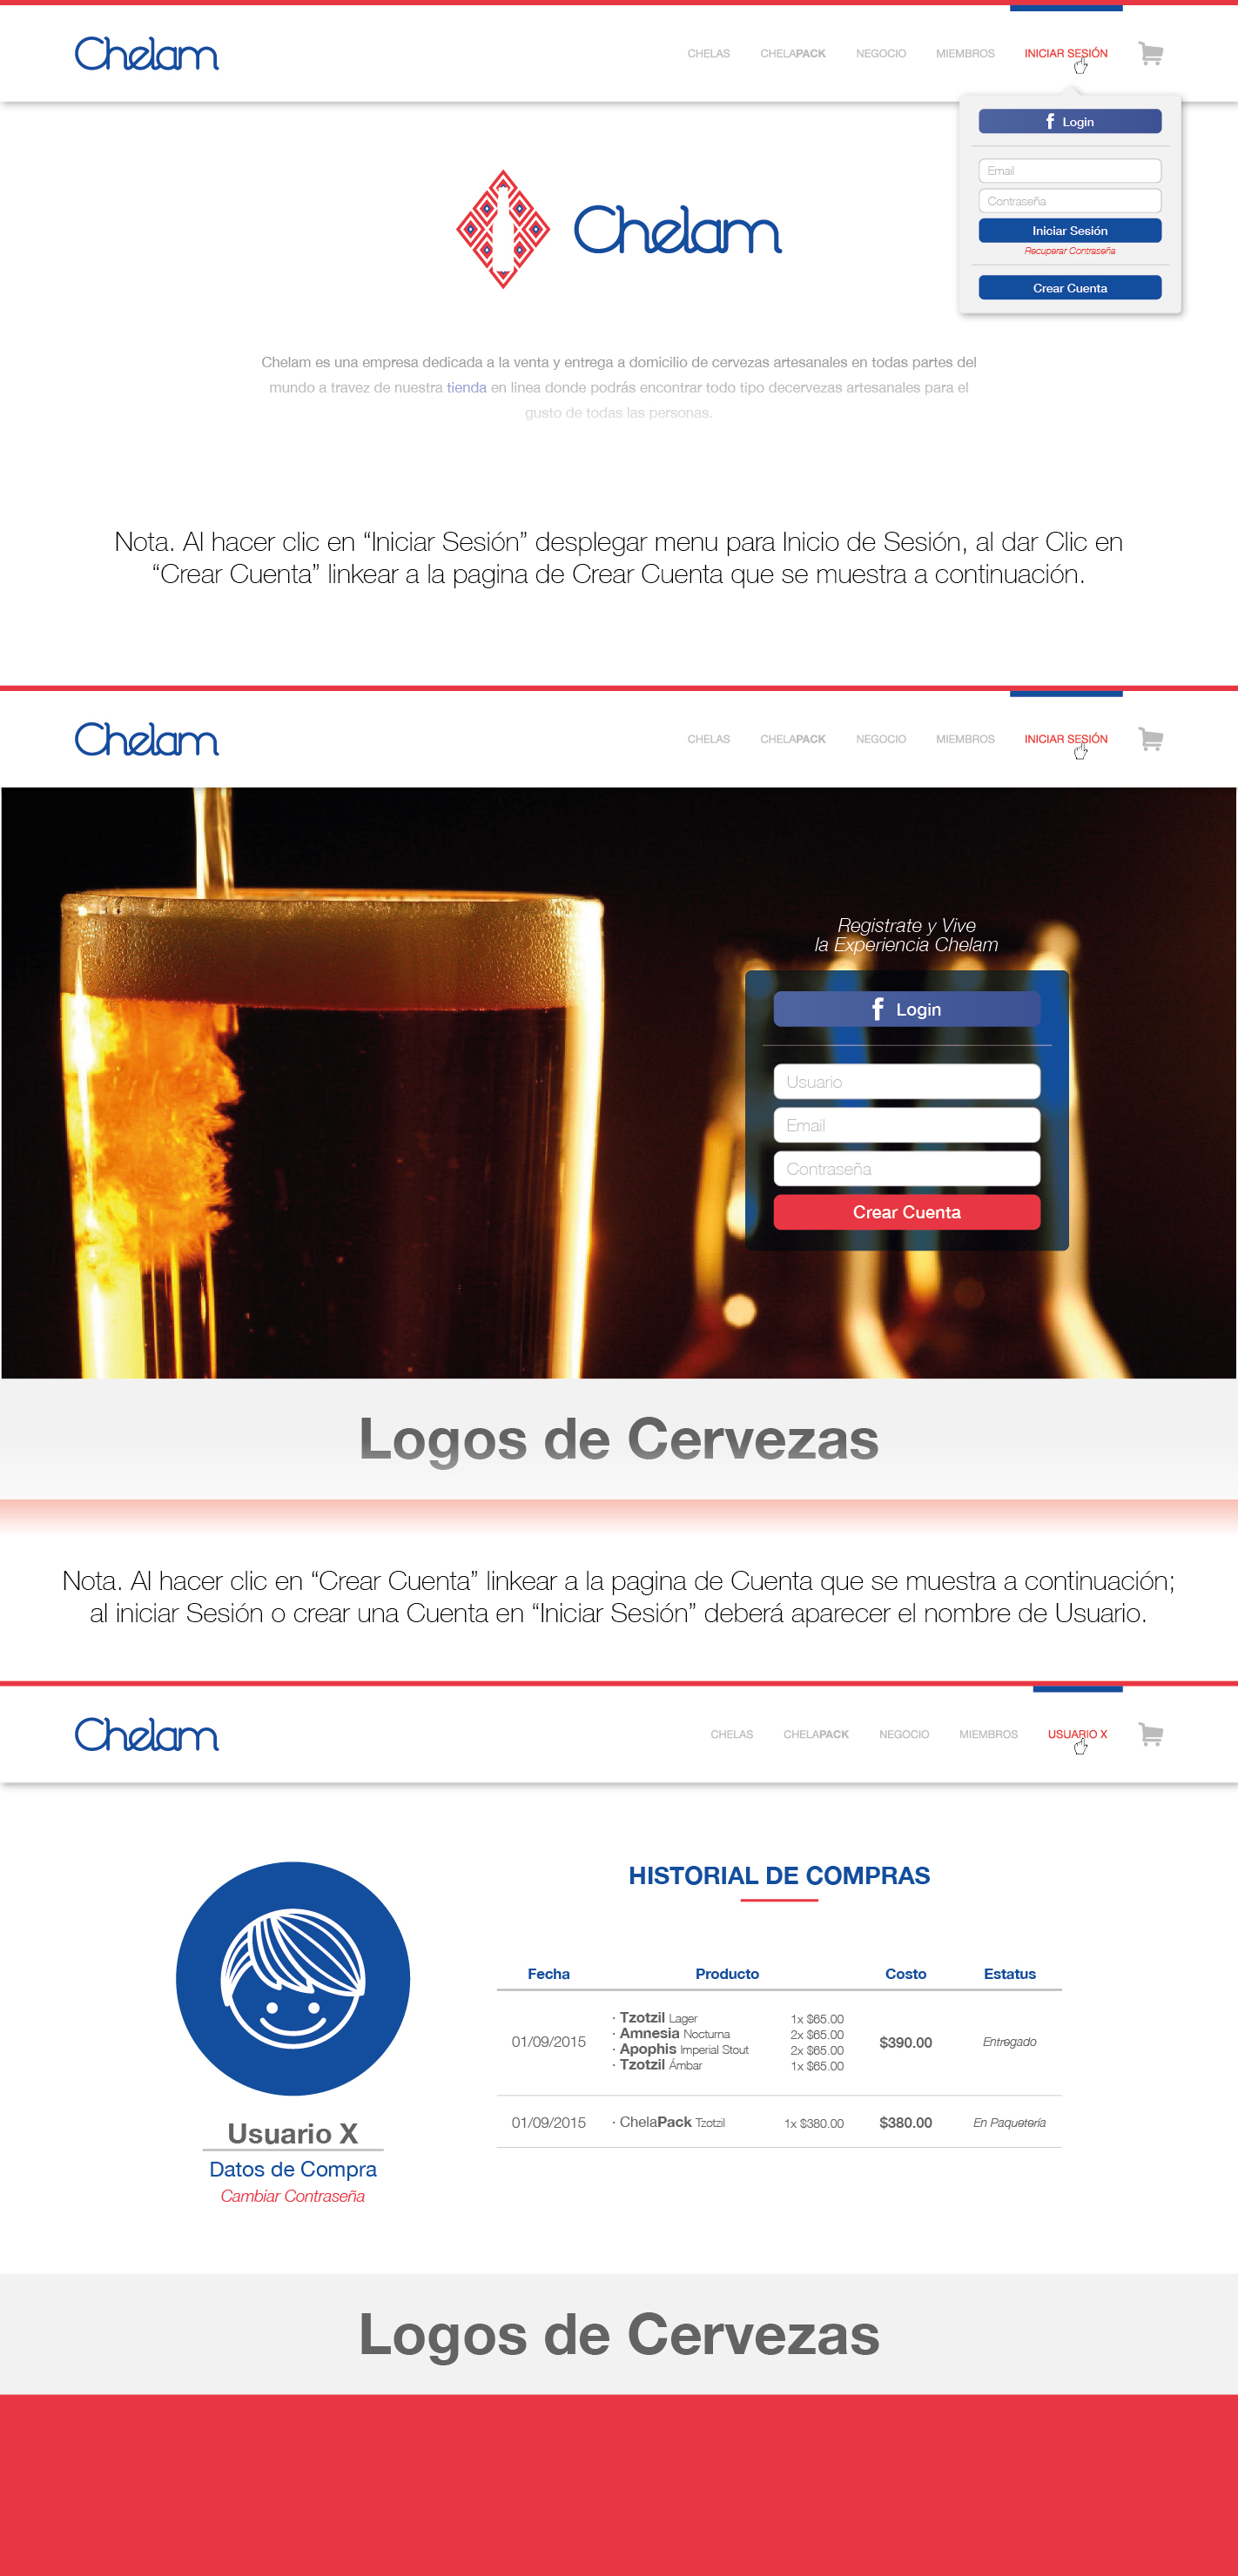 Chelam
CHELAS CHELAPACK NEGOCIO MIEMBROS INICIAR SESIÓN
f Login
Email
Contraseña
Iniciar Sesión
Recuperar Contraseña
Crear Cuenta
Chelam
Chelam es una empresa dedicada a la venta y entrega a domicilio de cervezas artesanales en todas partes del
mundo a travez de nuestra tienda en linea donde podrás encontrar todo tipo decervezas artesanales para el
gusto de todas las personas.
Nota. Al hacer clic en “Iniciar Sesión” desplegar menu para Inicio de Sesión, al dar Clic en
“Crear Cuenta” linkear a la pagina de Crear Cuenta que se muestra a continuación.
Chelam
CHELAS CHELAPACK NEGOCIO MIEMBROS INICIAR SESIÓN
Registrate y Vive
la Experiencia Chelam
f Login
Usuario
Email
Contraseña
Crear Cuenta
Logos de Cervezas
Nota. Al hacer clic en “Crear Cuenta” linkear a la pagina de Cuenta que se muestra a continuación;
al iniciar Sesión o crear una Cuenta en “Iniciar Sesión” deberá aparecer el nombre de Usuario.
Chelam
CHELAS CHELAPACK NEGOCIO MIEMBROS USUARIO X
Usuario X
Datos de Compra
Cambiar Contraseña
HISTORIAL DE COMPRAS
Fecha Producto Costo Estatus
01/09/2015
· Tzotzil Lager 1x $65.00
· Amnesia Nocturna 2x $65.00
· Apophis Imperial Stout 2x $65.00
· Tzotzil Ámbar 1x $65.00
$390.00 Entregado
01/09/2015 · ChelaPack Tzotzil 1x $380.00 $380.00 En Paquetería
Logos de Cervezas